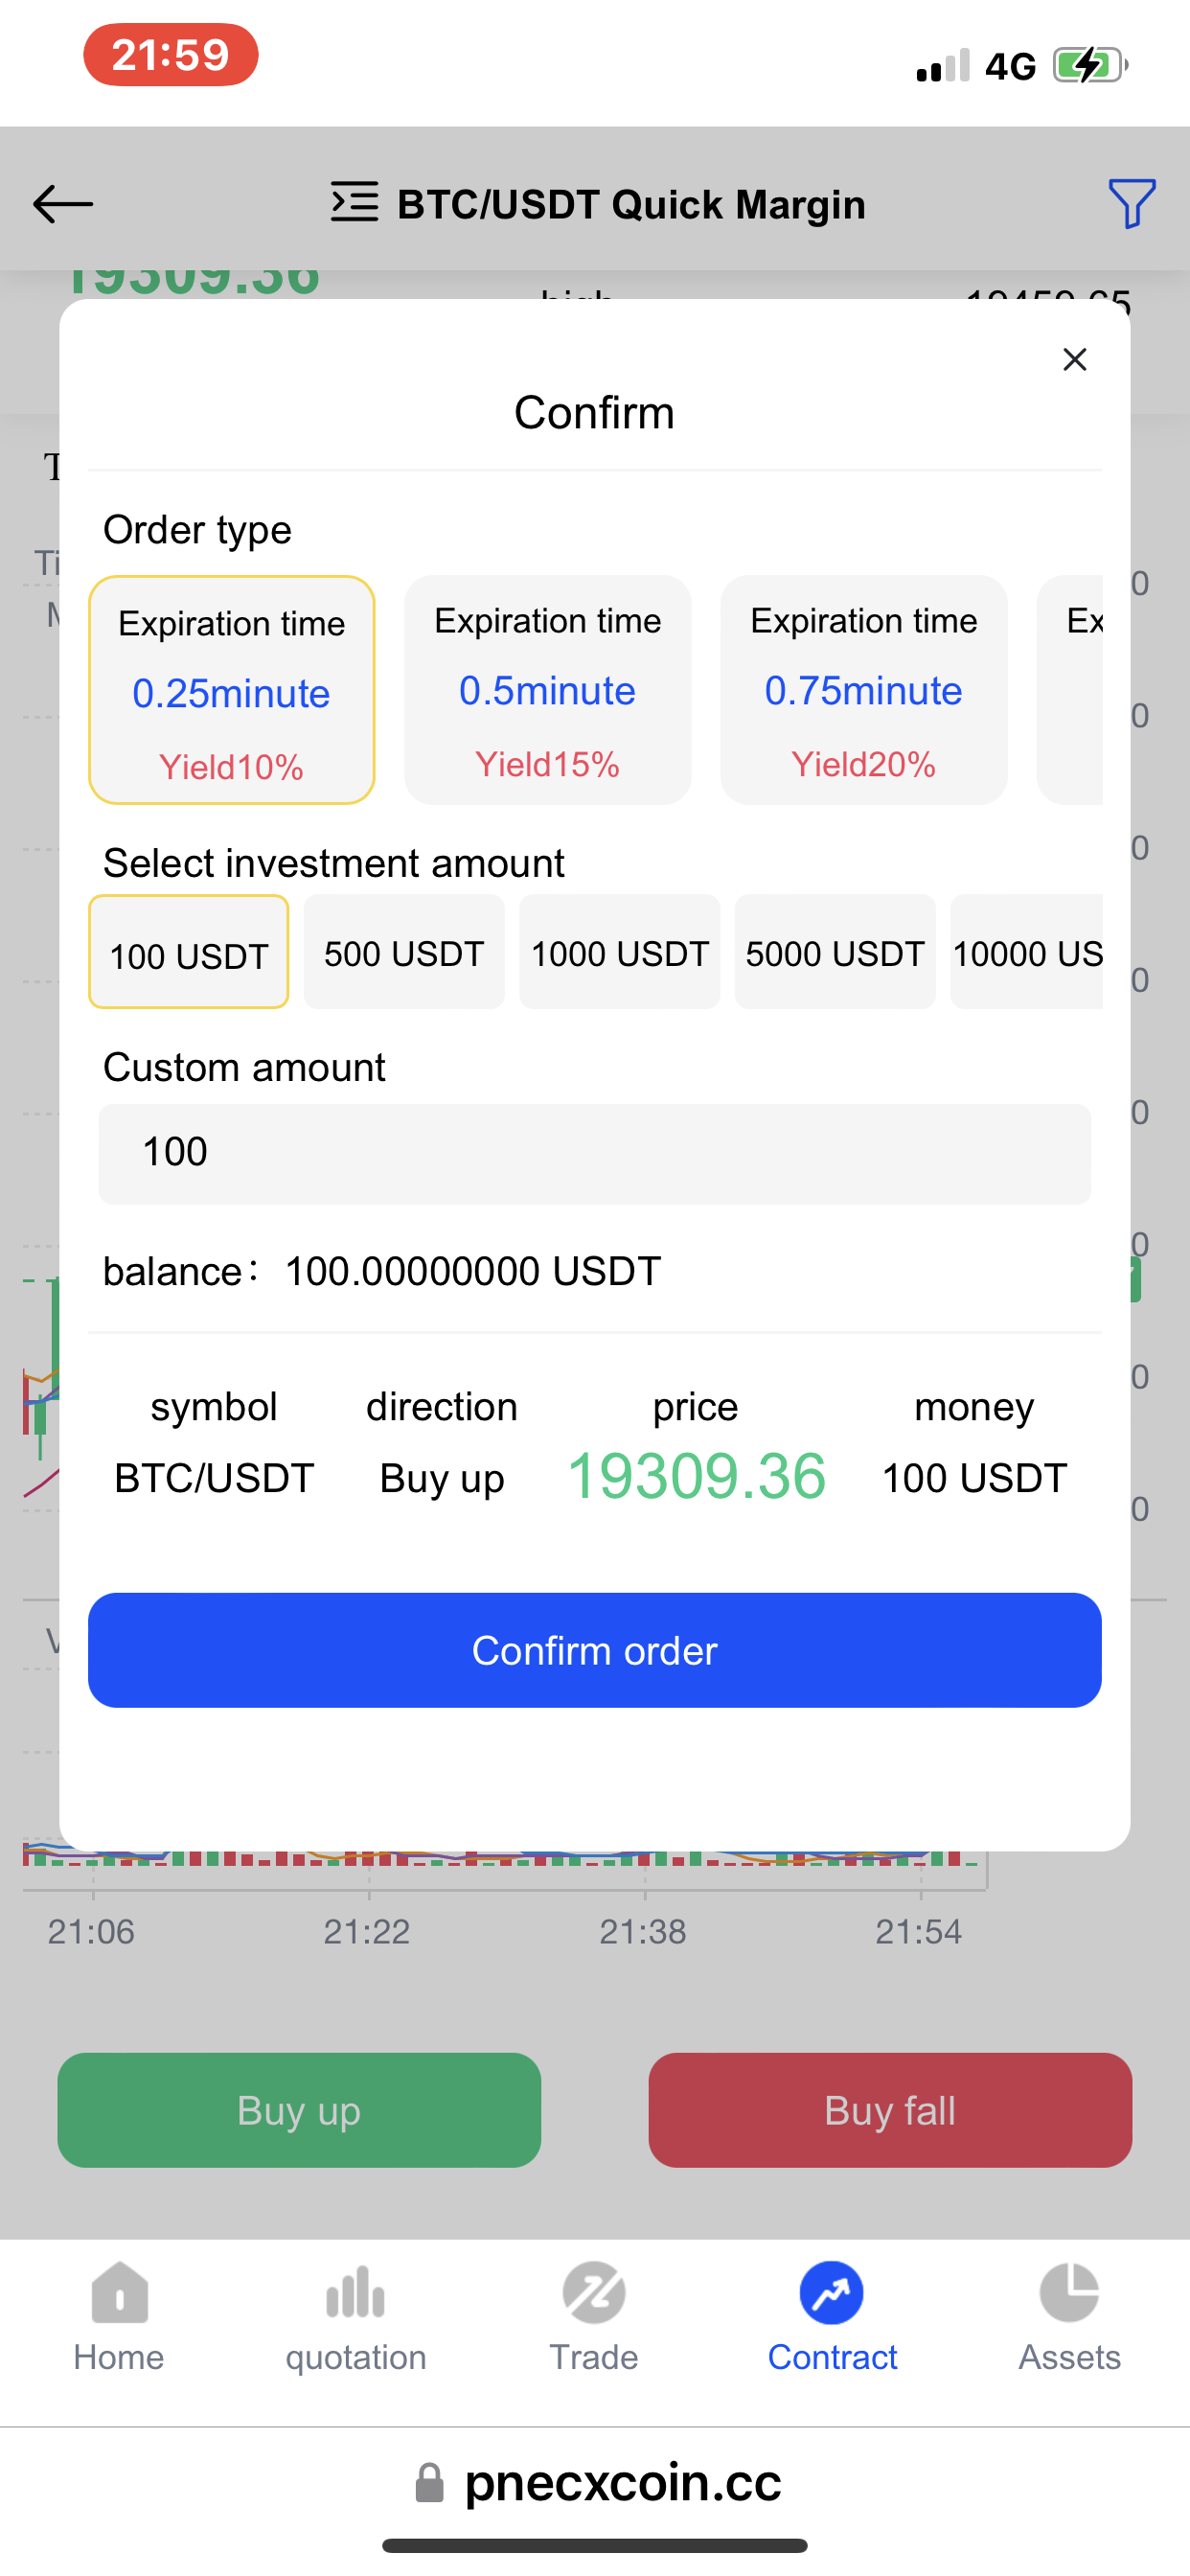 21:59
4G
BTC/USDT Quick Margin
19309.36
high 19459.65
Confirm
Order type
Expiration time Expiration time Expiration time Ex
0.25minute 0.5minute 0.75minute
Yield10% Yield15% Yield20%
Select investment amount
100 USDT 500 USDT 1000 USDT 5000 USDT 10000 US
Custom amount
100
balance: 100.00000000 USDT
symbol direction price money
BTC/USDT Buy up 19309.36 100 USDT
Confirm order
21:06 21:22 21:38 21:54
Buy up Buy fall
Home quotation Trade Contract Assets
pnecxcoin.cc